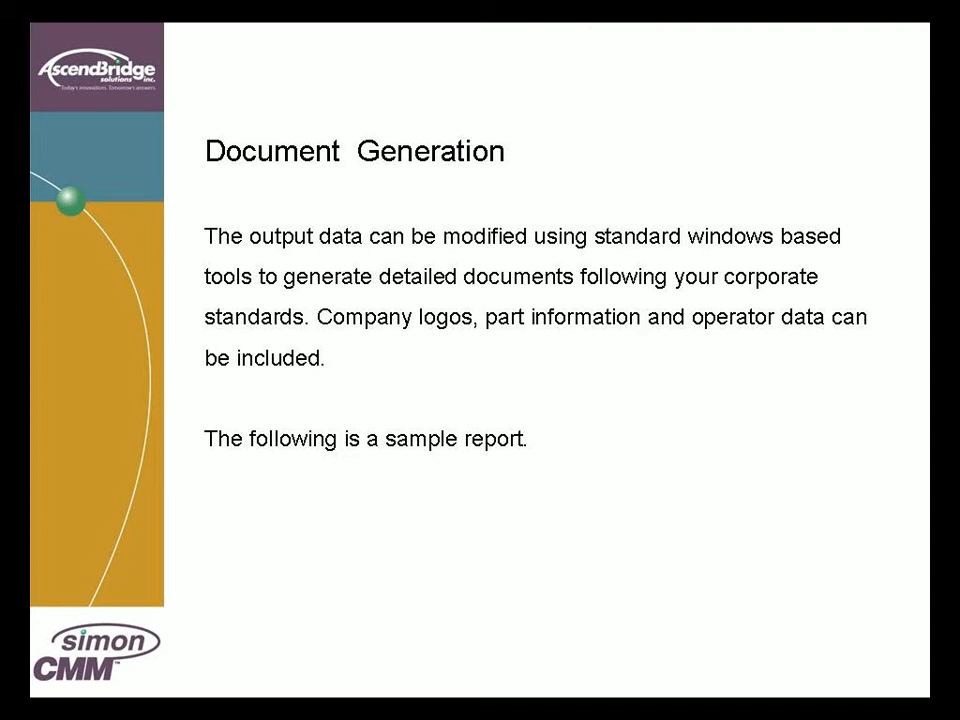 AscendBridge
solutions inc.
Today's innovations. Tomorrow's answers.
Document Generation
The output data can be modified using standard windows based
tools to generate detailed documents following your corporate
standards. Company logos, part information and operator data can
be included.
The following is a sample report.
simon
CMM™